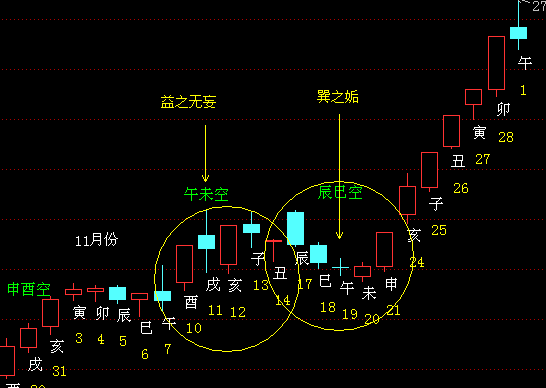 27
午
1
卯
28
寅
27
丑
26
子
25
亥
24
益之无妄
巽之姤
午未空
辰巳空
11月份
申酉空
酉
戌
亥
31
寅
3
卯
4
辰
5
巳
6
午
7
酉
10
戌
11
亥
12
子
13
丑
14
辰
17
巳
18
午
19
未
20
申
21